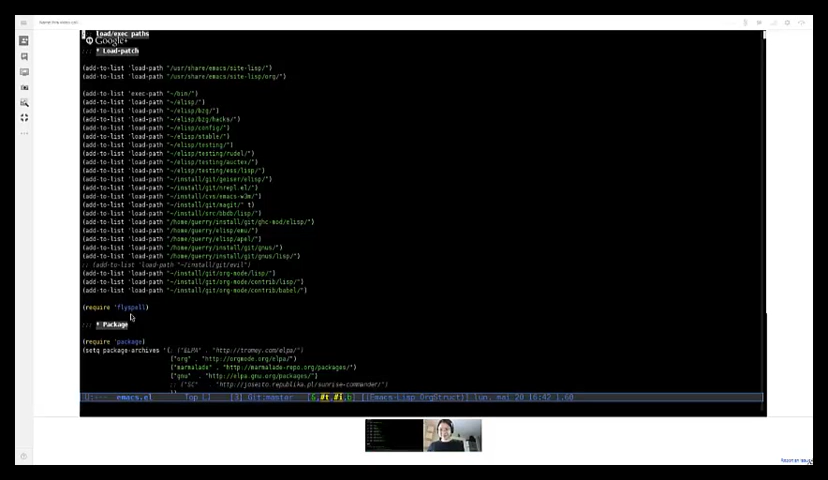 load/exec paths
Google+
;;; * Load-patch
(add-to-list 'load-path "/usr/share/emacs/site-lisp/")
(add-to-list 'load-path "/usr/share/emacs/site-lisp/org/")
(add-to-list 'exec-path "~/bin/")
(add-to-list 'load-path "~/elisp/")
(add-to-list 'load-path "~/elisp/bzg/")
(add-to-list 'load-path "~/elisp/bzg/hacks/")
(add-to-list 'load-path "~/elisp/config/")
(add-to-list 'load-path "~/elisp/stable/")
(add-to-list 'load-path "~/elisp/testing/")
(add-to-list 'load-path "~/elisp/testing/rudel/")
(add-to-list 'load-path "~/elisp/testing/auctex/")
(add-to-list 'load-path "~/elisp/testing/ess/lisp/")
(add-to-list 'load-path "~/install/git/geiser/elisp/")
(add-to-list 'load-path "~/install/git/nrepl.el/")
(add-to-list 'load-path "~/install/cvs/emacs-w3m/")
(add-to-list 'load-path "~/install/git/magit/" t)
(add-to-list 'load-path "~/install/src/bbdb/lisp/")
(add-to-list 'load-path "/home/guerry/install/git/ghc-mod/elisp/")
(add-to-list 'load-path "/home/guerry/elisp/emu/")
(add-to-list 'load-path "/home/guerry/elisp/apel/")
(add-to-list 'load-path "/home/guerry/install/git/gnus/")
(add-to-list 'load-path "/home/guerry/install/git/gnus/lisp/")
;; (add-to-list 'load-path "~/install/git/evil")
(add-to-list 'load-path "~/install/git/org-mode/lisp/")
(add-to-list 'load-path "~/install/git/org-mode/contrib/lisp/")
(add-to-list 'load-path "~/install/git/org-mode/contrib/babel/")
(require 'flyspell)
;;; * Package
(require 'package)
(setq package-archives '(; ("ELPA" . "http://tromey.com/elpa/")
("org" . "http://orgmode.org/elpa/")
("marmalade" . "http://marmalade-repo.org/packages/")
("gnu" . "http://elpa.gnu.org/packages/")
;; ("SC" . "http://joseito.republika.pl/sunrise-commander/")
U:--- emacs.el Top [3] Git:master [(Emacs-Lisp OrgStruct)] lun. mai 20 16:42 1.60